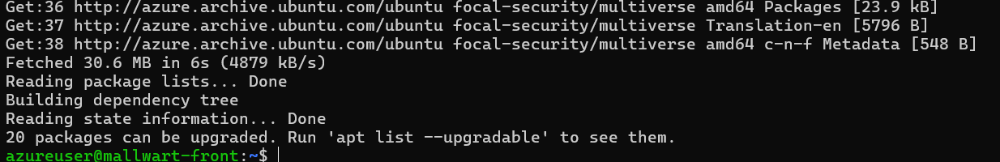 Get:36 http://azure.archive.ubuntu.com/ubuntu focal-security/multiverse amd64 Packages [23.9 kB]
Get:37 http://azure.archive.ubuntu.com/ubuntu focal-security/multiverse Translation-en [5796 B]
Get:38 http://azure.archive.ubuntu.com/ubuntu focal-security/multiverse amd64 c-n-f Metadata [548 B]
Fetched 30.6 MB in 6s (4879 kB/s)
Reading package lists... Done
Building dependency tree
Reading state information... Done
20 packages can be upgraded. Run 'apt list --upgradable' to see them.
azureuser@mallwart-front:~$